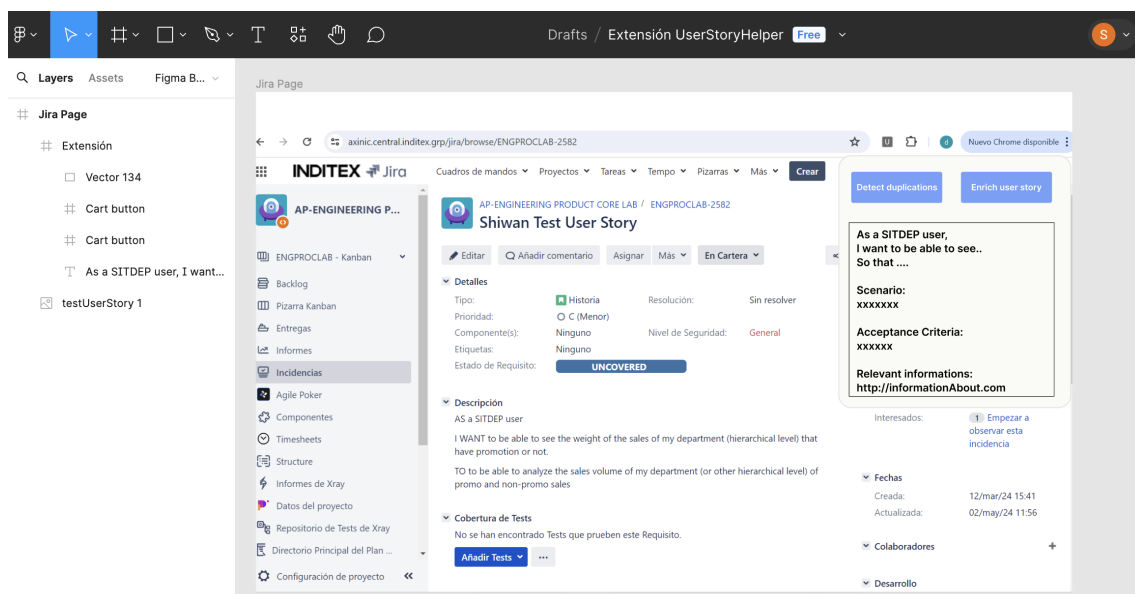 Drafts / Extensión UserStoryHelper Free
S
Layers Assets Figma B...
Jira Page
Extensión
Vector 134
Cart button
Cart button
As a SITDEP user, I want...
testUserStory 1
Jira Page
axinic.central.inditex.grp/jira/browse/ENGPROCLAB-2582
U
d
Nuevo Chrome disponible
INDITEX Jira
Cuadros de mandos Proyectos Tareas Tempo Pizarras Más Crear
AP-ENGINEERING P...
ENGPROCLAB - Kanban
Backlog
Pizarra Kanban
Entregas
Informes
Incidencias
Agile Poker
Componentes
Timesheets
Structure
Informes de Xray
Datos del proyecto
Repositorio de Tests de Xray
Directorio Principal del Plan ...
Configuración de proyecto
AP-ENGINEERING PRODUCT CORE LAB / ENGPROCLAB-2582
Shiwan Test User Story
Editar Añadir comentario Asignar Más En Cartera
Detalles
Tipo: Historia Resolución: Sin resolver
Prioridad: C (Menor)
Componente(s): Ninguno Nivel de Seguridad: General
Etiquetas: Ninguno
Estado de Requisito: UNCOVERED
Descripción
AS a SITDEP user
I WANT to be able to see the weight of the sales of my department (hierarchical level) that
have promotion or not.
TO to be able to analyze the sales volume of my department (or other hierarchical level) of
promo and non-promo sales
Cobertura de Tests
No se han encontrado Tests que prueben este Requisito.
Añadir Tests ...
Detect duplications Enrich user story
As a SITDEP user,
I want to be able to see..
So that ....
Scenario:
xxxxxxx
Acceptance Criteria:
xxxxxx
Relevant informations:
http://informationAbout.com
Interesados: 1 Empezar a
observar esta
incidencia
Fechas
Creada: 12/mar/24 15:41
Actualizada: 02/may/24 11:56
Colaboradores
Desarrollo